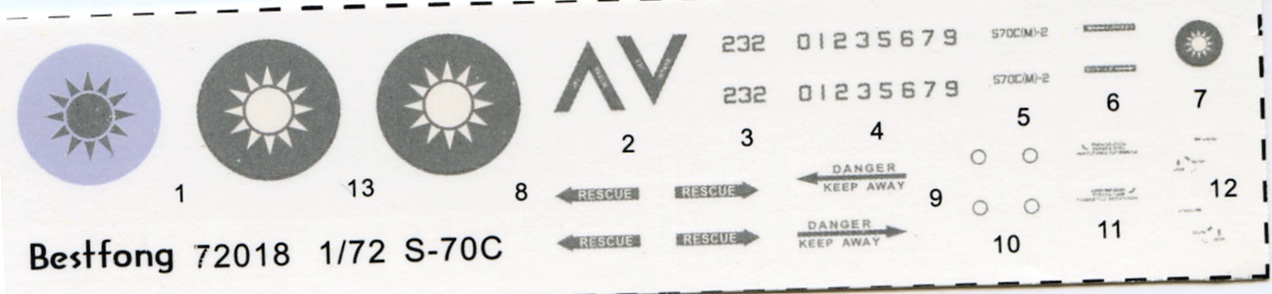 232 01235679 S70C(M)-2
232 01235679 S70C(M)-2
1 13 8 2 3 4 5 6 7
DANGER
KEEP AWAY
RESCUE RESCUE
9 12
DANGER
KEEP AWAY
RESCUE RESCUE
10 11
Bestfong 72018 1/72 S-70C